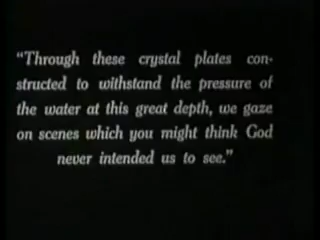 “Through these crystal plates con-
structed to withstand the pressure of
the water at this great depth, we gaze
on scenes which you might think God
never intended us to see.”